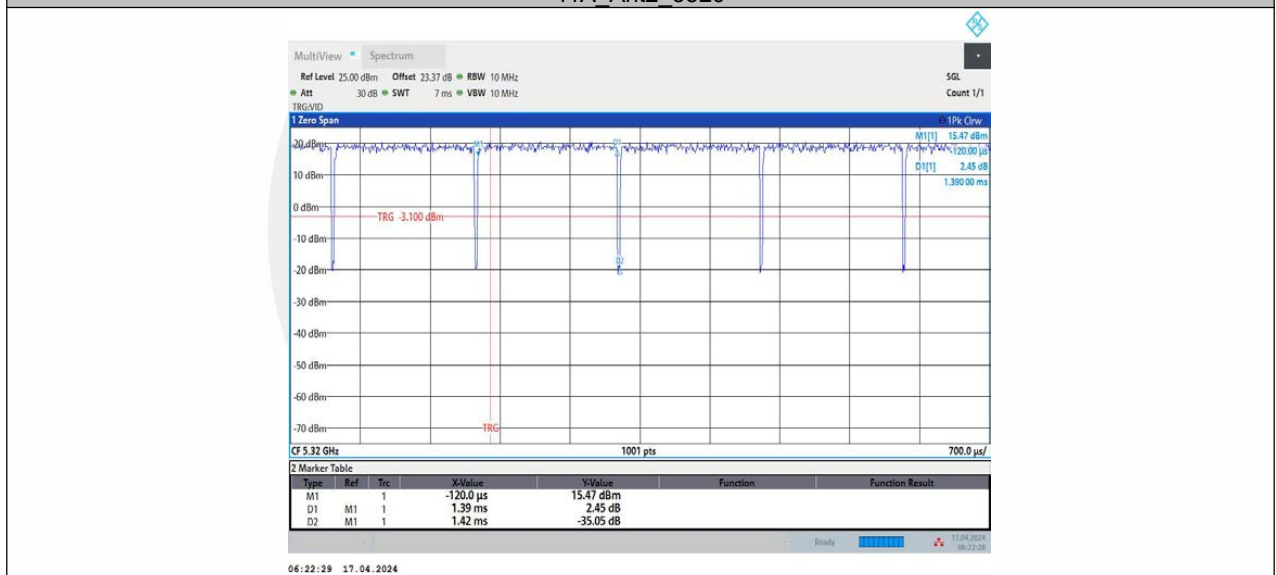 MultiView Spectrum
Ref Level 25.00 dBm Offset 23.37 dB RBW 10 MHz SGL
Att 30 dB SWT 7 ms VBW 10 MHz Count 1/1
TRG:VID
1 Zero Span 1Pk Clrw
M1[1] 15.47 dBm
-120.00 µs
D1[1] 2.45 dB
1.390 00 ms
20 dBm
M1
D1
10 dBm
0 dBm
TRG -3.100 dBm
-10 dBm
D2
-20 dBm
-30 dBm
-40 dBm
-50 dBm
-60 dBm
-70 dBm
TRG
CF 5.32 GHz 1001 pts 700.0 µs/
2 Marker Table
Type Ref Trc X-Value Y-Value Function Function Result
M1 1 -120.0 µs 15.47 dBm
D1 M1 1 1.39 ms 2.45 dB
D2 M1 1 1.42 ms -35.05 dB
Ready 17.04.2024
06:22:28
06:22:29 17.04.2024